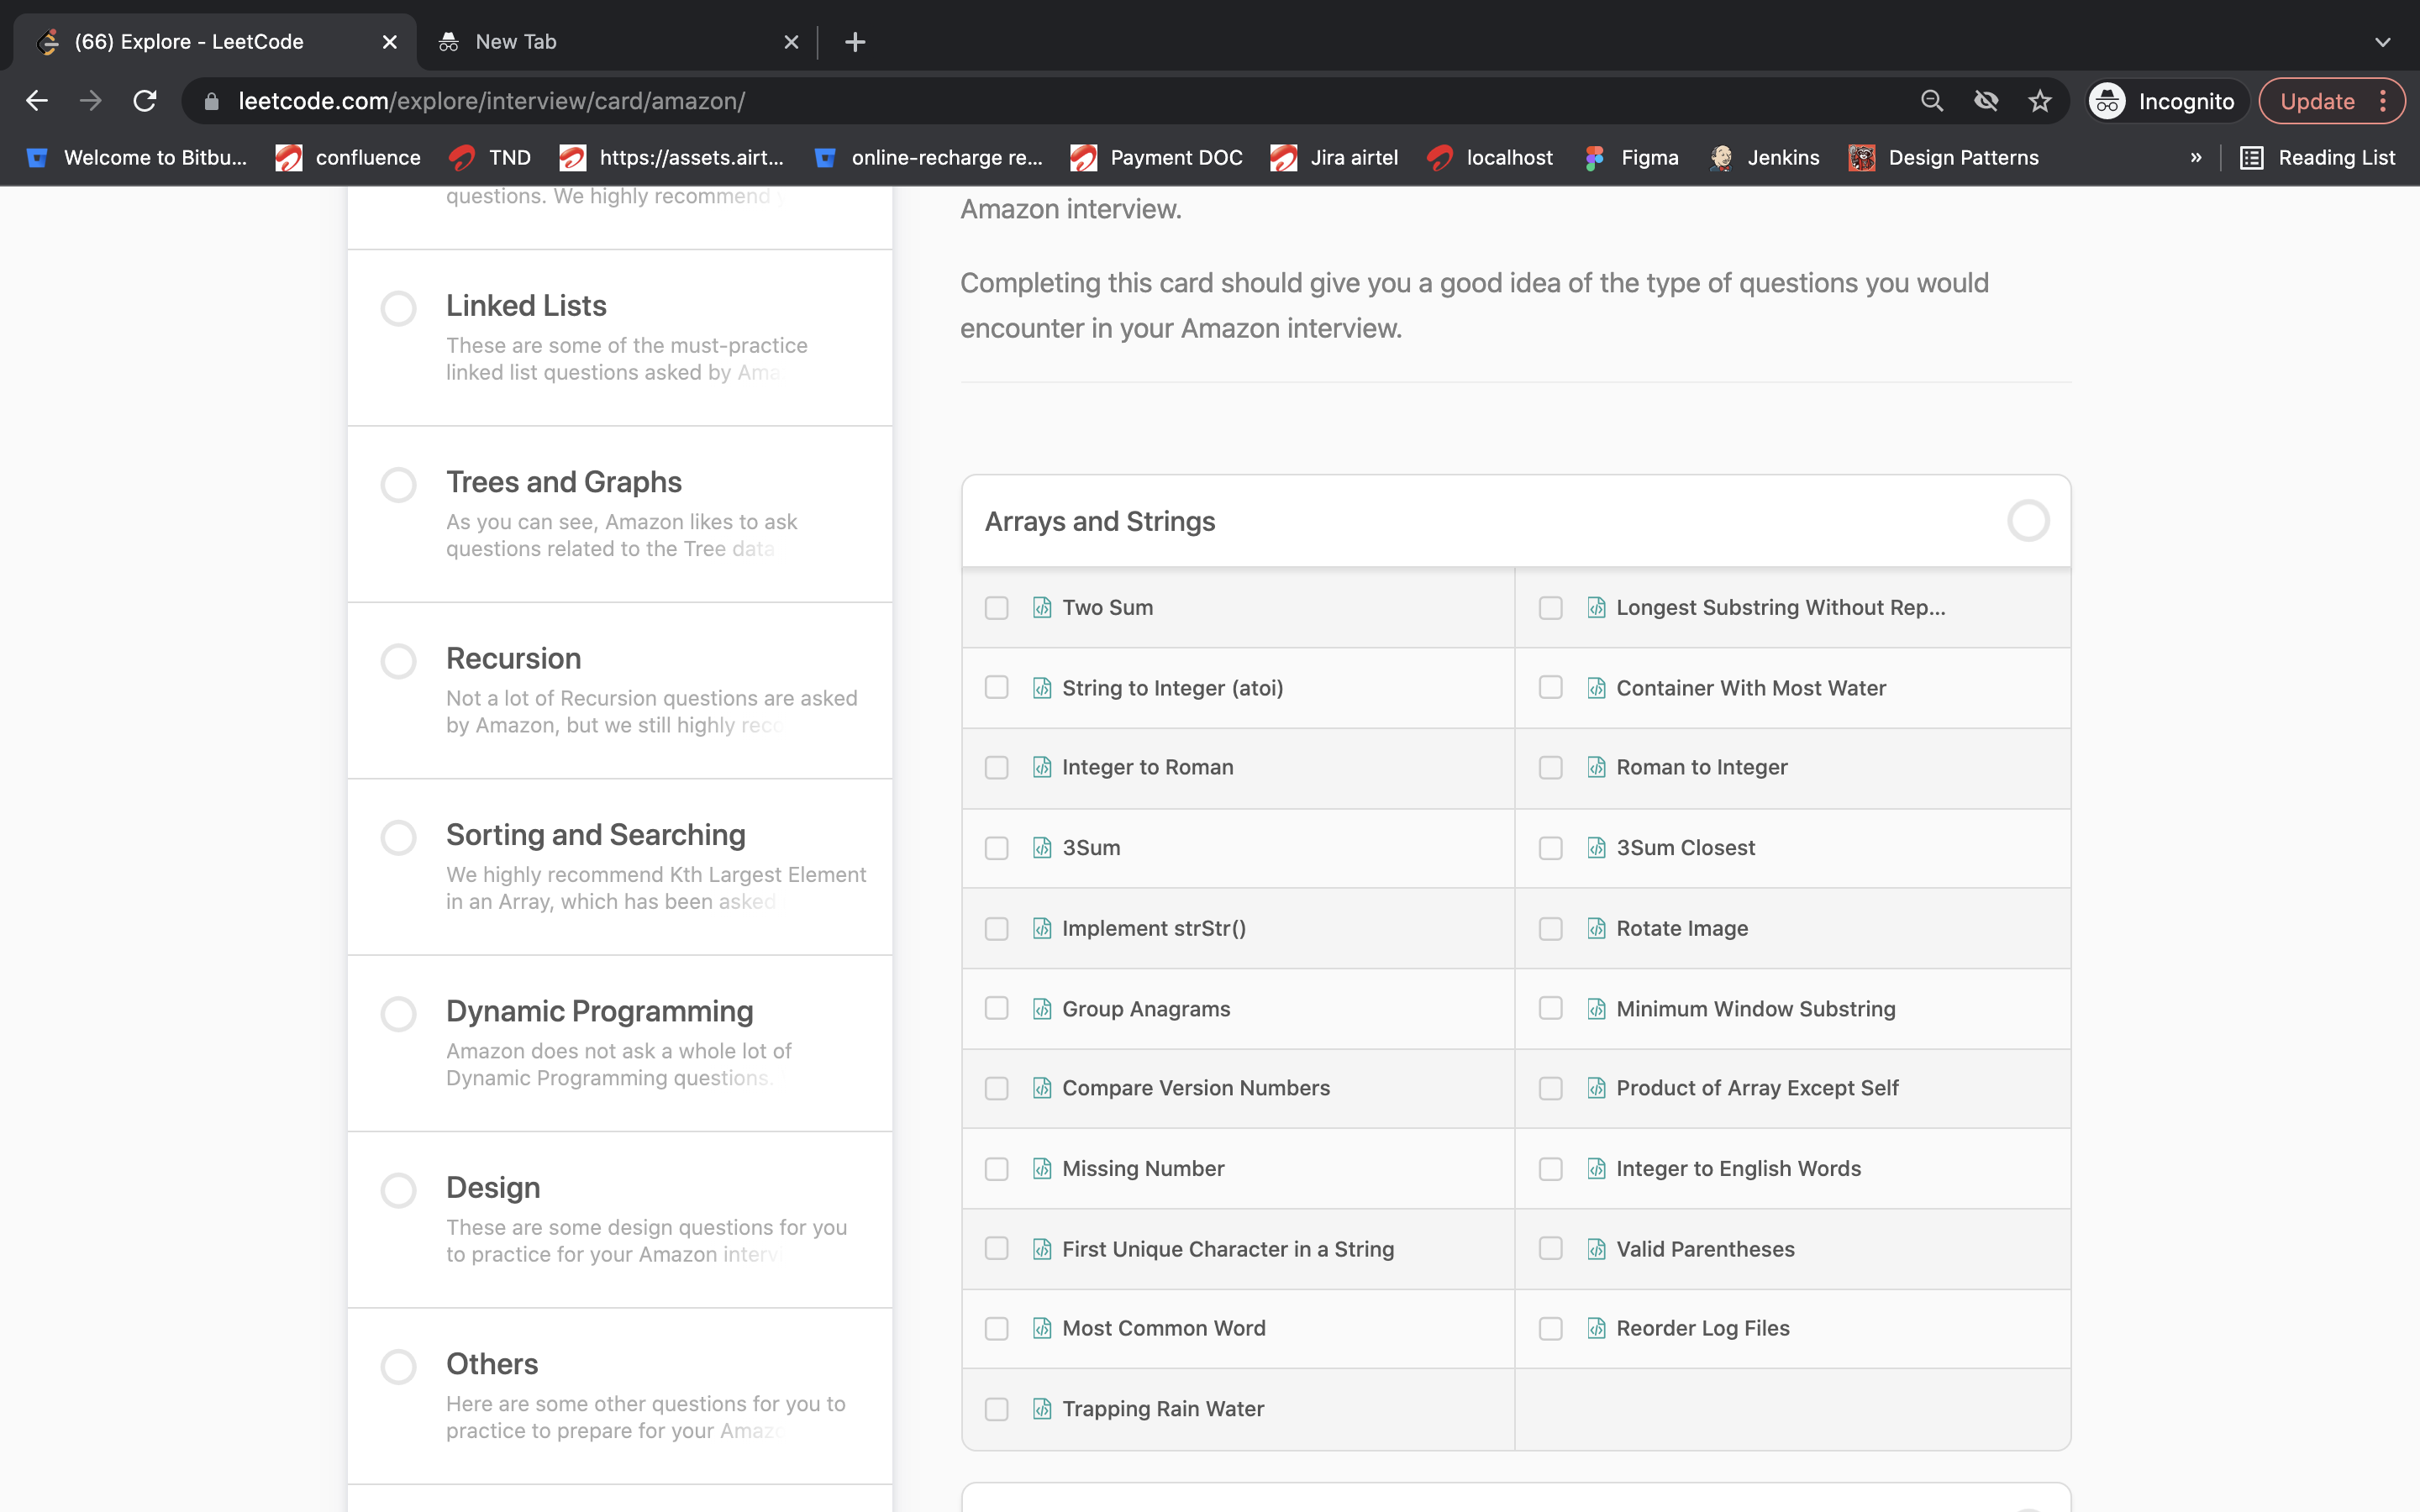 (66) Explore - LeetCode
New Tab
leetcode.com/explore/interview/card/amazon/
Incognito
Update
Welcome to Bitbu...
confluence
TND
https://assets.airt...
online-recharge re...
Payment DOC
Jira airtel
localhost
Figma
Jenkins
Design Patterns
»
Reading List
questions. We highly recommend
Linked Lists
These are some of the must-practice
linked list questions asked by Ama
Trees and Graphs
As you can see, Amazon likes to ask
questions related to the Tree data
Recursion
Not a lot of Recursion questions are asked
by Amazon, but we still highly reco
Sorting and Searching
We highly recommend Kth Largest Element
in an Array, which has been asked
Dynamic Programming
Amazon does not ask a whole lot of
Dynamic Programming questions.
Design
These are some design questions for you
to practice for your Amazon interv
Others
Here are some other questions for you to
practice to prepare for your Amazo
Amazon interview.
Completing this card should give you a good idea of the type of questions you would
encounter in your Amazon interview.
Arrays and Strings
Two Sum
Longest Substring Without Rep...
String to Integer (atoi)
Container With Most Water
Integer to Roman
Roman to Integer
3Sum
3Sum Closest
Implement strStr()
Rotate Image
Group Anagrams
Minimum Window Substring
Compare Version Numbers
Product of Array Except Self
Missing Number
Integer to English Words
First Unique Character in a String
Valid Parentheses
Most Common Word
Reorder Log Files
Trapping Rain Water